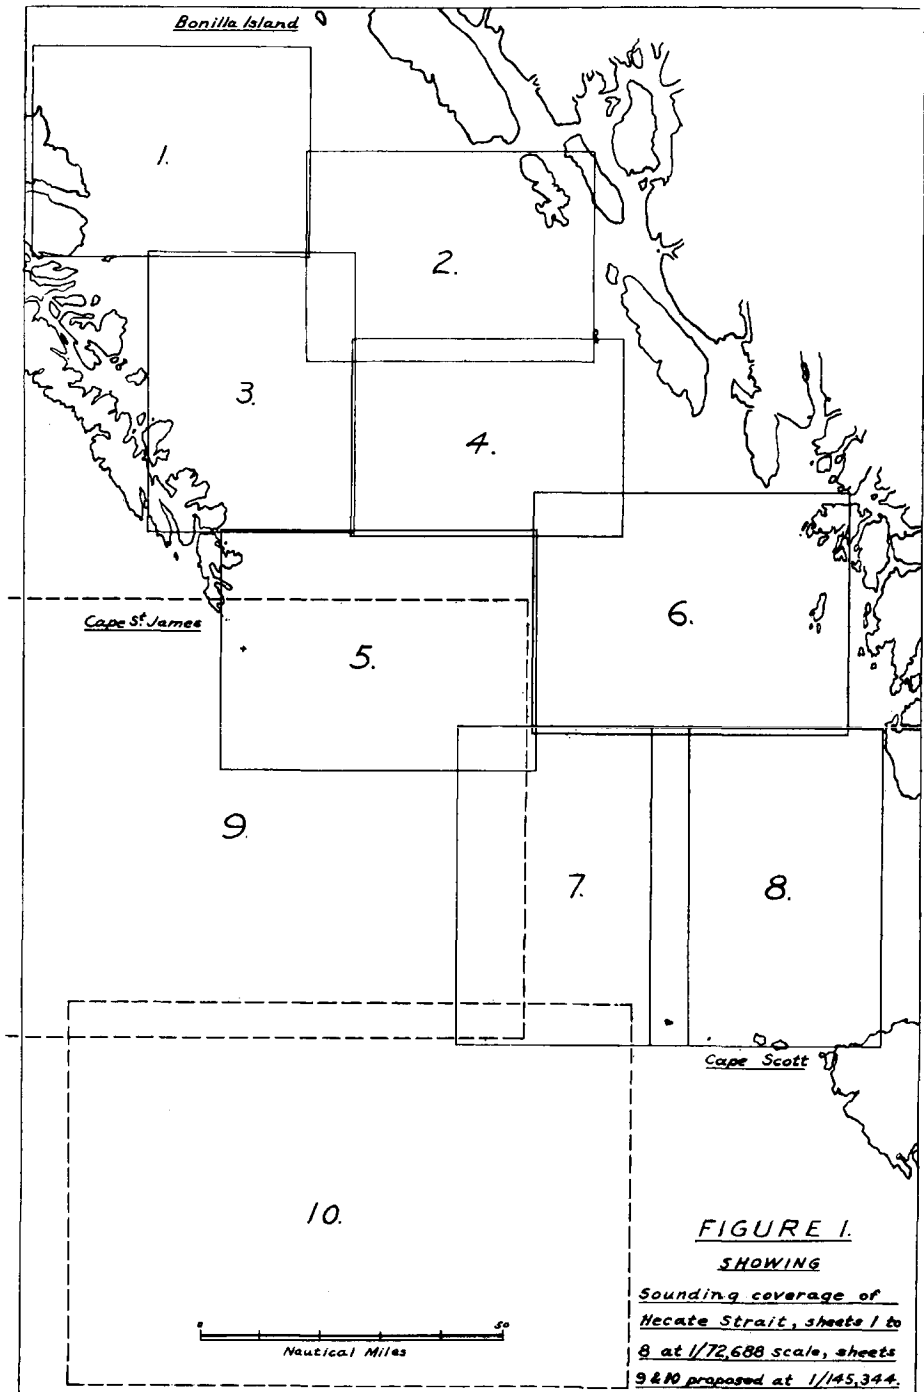 Bonilla Island
1.
2.
3.
4.
Cape St. James
5.
6.
9.
7.
8.
Cape Scott
10.
0 50
Nautical Miles
FIGURE 1.
SHOWING
Sounding coverage of
Hecate Strait, sheets 1 to
8 at 1/72,688 scale, sheets
9 & 10 proposed at 1/145,344.